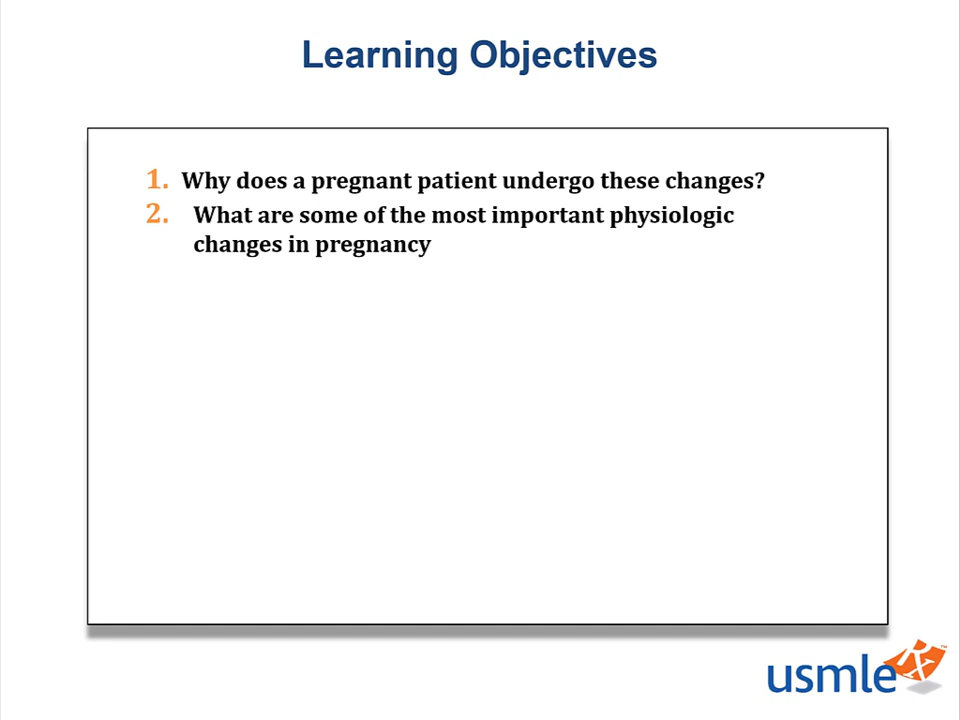 Learning Objectives
1. Why does a pregnant patient undergo these changes?
2. What are some of the most important physiologic
changes in pregnancy
usmle Rx™